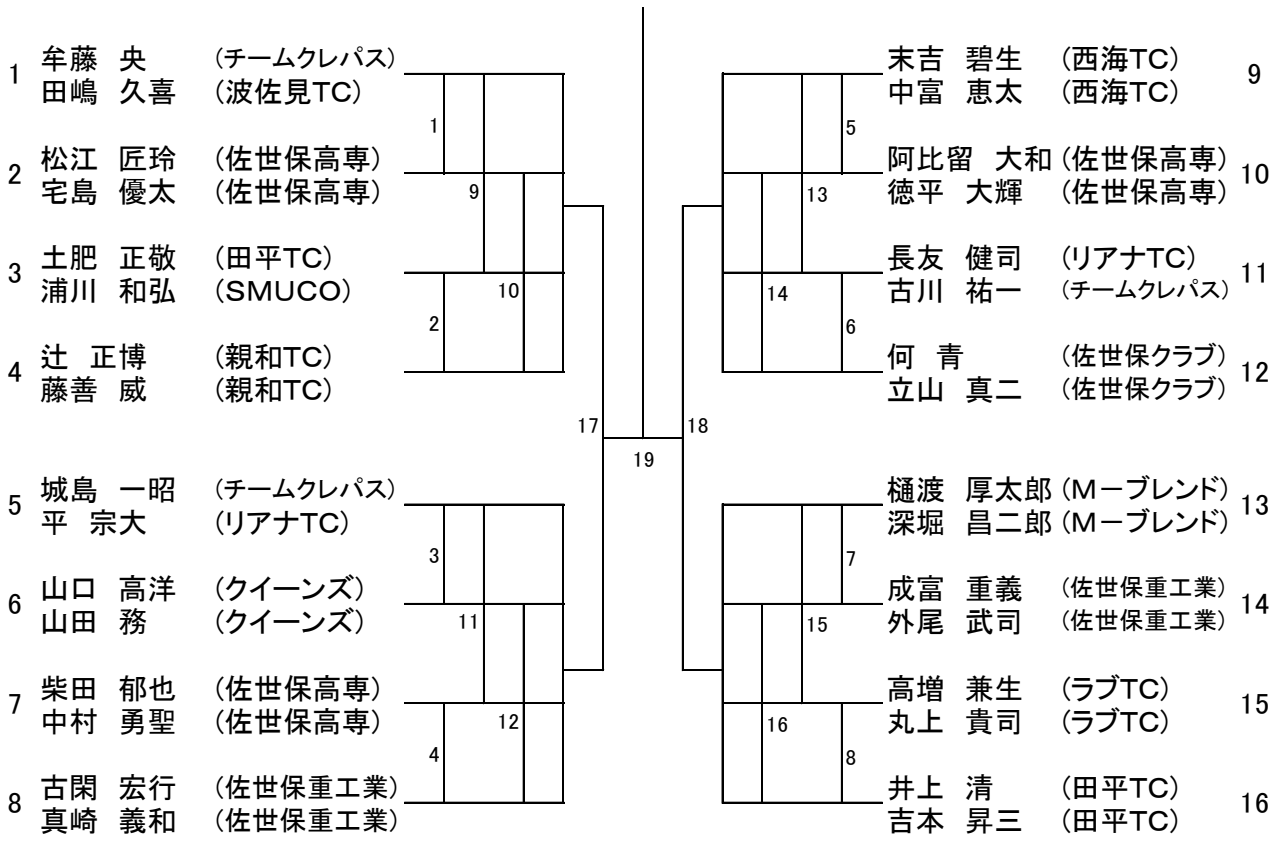 1 牟藤 央 (チームクレパス)
田嶋 久喜 (波佐見TC)
1
2 松江 匠玲 (佐世保高専)
宅島 優太 (佐世保高専)
9
3 土肥 正敬 (田平TC)
浦川 和弘 (SMUCO)
10
2
4 辻 正博 (親和TC)
藤善 威 (親和TC)
17
5 城島 一昭 (チームクレパス)
平 宗大 (リアナTC)
3
6 山口 高洋 (クイーンズ)
山田 務 (クイーンズ)
11
7 柴田 郁也 (佐世保高専)
中村 勇聖 (佐世保高専)
12
4
8 古閑 宏行 (佐世保重工業)
真崎 義和 (佐世保重工業)
19
末吉 碧生 (西海TC) 9
中富 恵太 (西海TC)
5
阿比留 大和 (佐世保高専) 10
徳平 大輝 (佐世保高専)
13
長友 健司 (リアナTC) 11
古川 祐一 (チームクレパス)
14
6
何 青 (佐世保クラブ) 12
立山 真二 (佐世保クラブ)
18
樋渡 厚太郎 (M－ブレンド) 13
深堀 昌二郎 (M－ブレンド)
7
成富 重義 (佐世保重工業) 14
外尾 武司 (佐世保重工業)
15
高増 兼生 (ラブTC) 15
丸上 貴司 (ラブTC)
16
8
井上 清 (田平TC) 16
吉本 昇三 (田平TC)